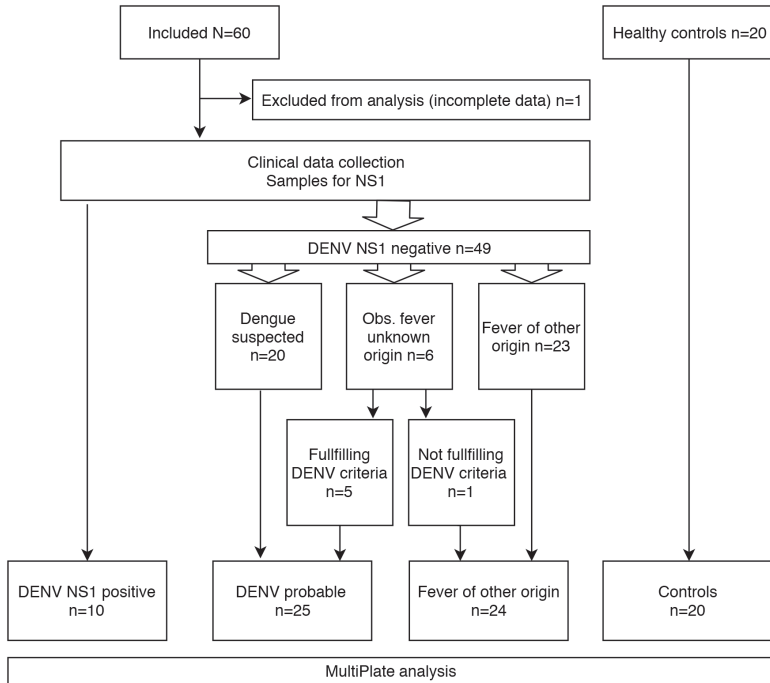 Included N=60
Healthy controls n=20
Excluded from analysis (incomplete data) n=1
Clinical data collection
Samples for NS1
DENV NS1 negative n=49
Dengue
suspected
n=20
Obs. fever
unknown
origin n=6
Fever of other
origin n=23
Fullfilling
DENV criteria
n=5
Not fullfilling
DENV criteria
n=1
DENV NS1 positive
n=10
DENV probable
n=25
Fever of other origin
n=24
Controls
n=20
MultiPlate analysis